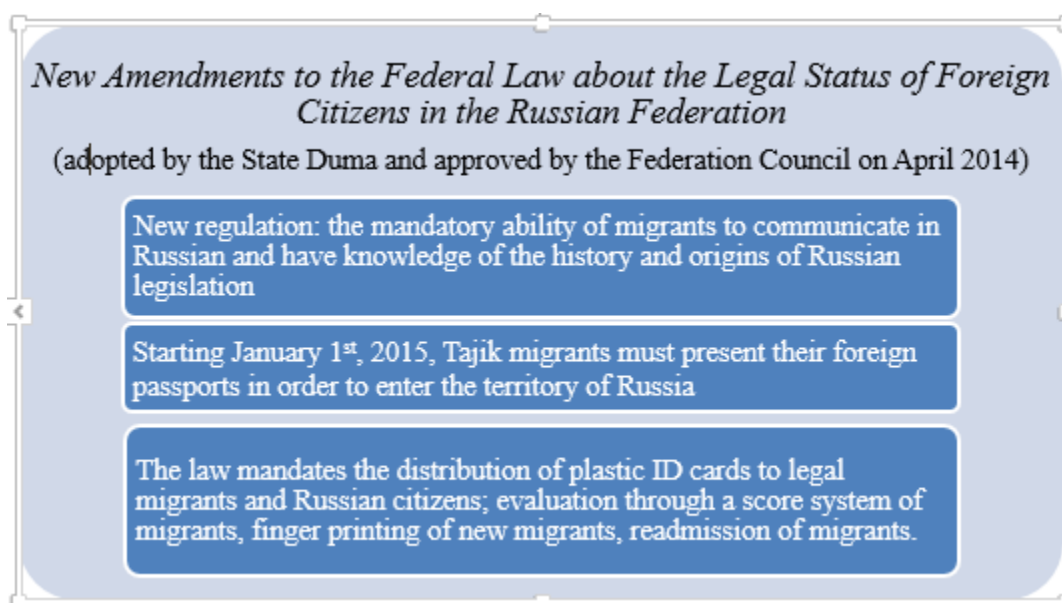 New Amendments to the Federal Law about the Legal Status of Foreign
Citizens in the Russian Federation
(adopted by the State Duma and approved by the Federation Council on April 2014)
New regulation: the mandatory ability of migrants to communicate in
Russian and have knowledge of the history and origins of Russian
legislation
Starting January 1st, 2015, Tajik migrants must present their foreign
passports in order to enter the territory of Russia
The law mandates the distribution of plastic ID cards to legal
migrants and Russian citizens; evaluation through a score system of
migrants, finger printing of new migrants, readmission of migrants.